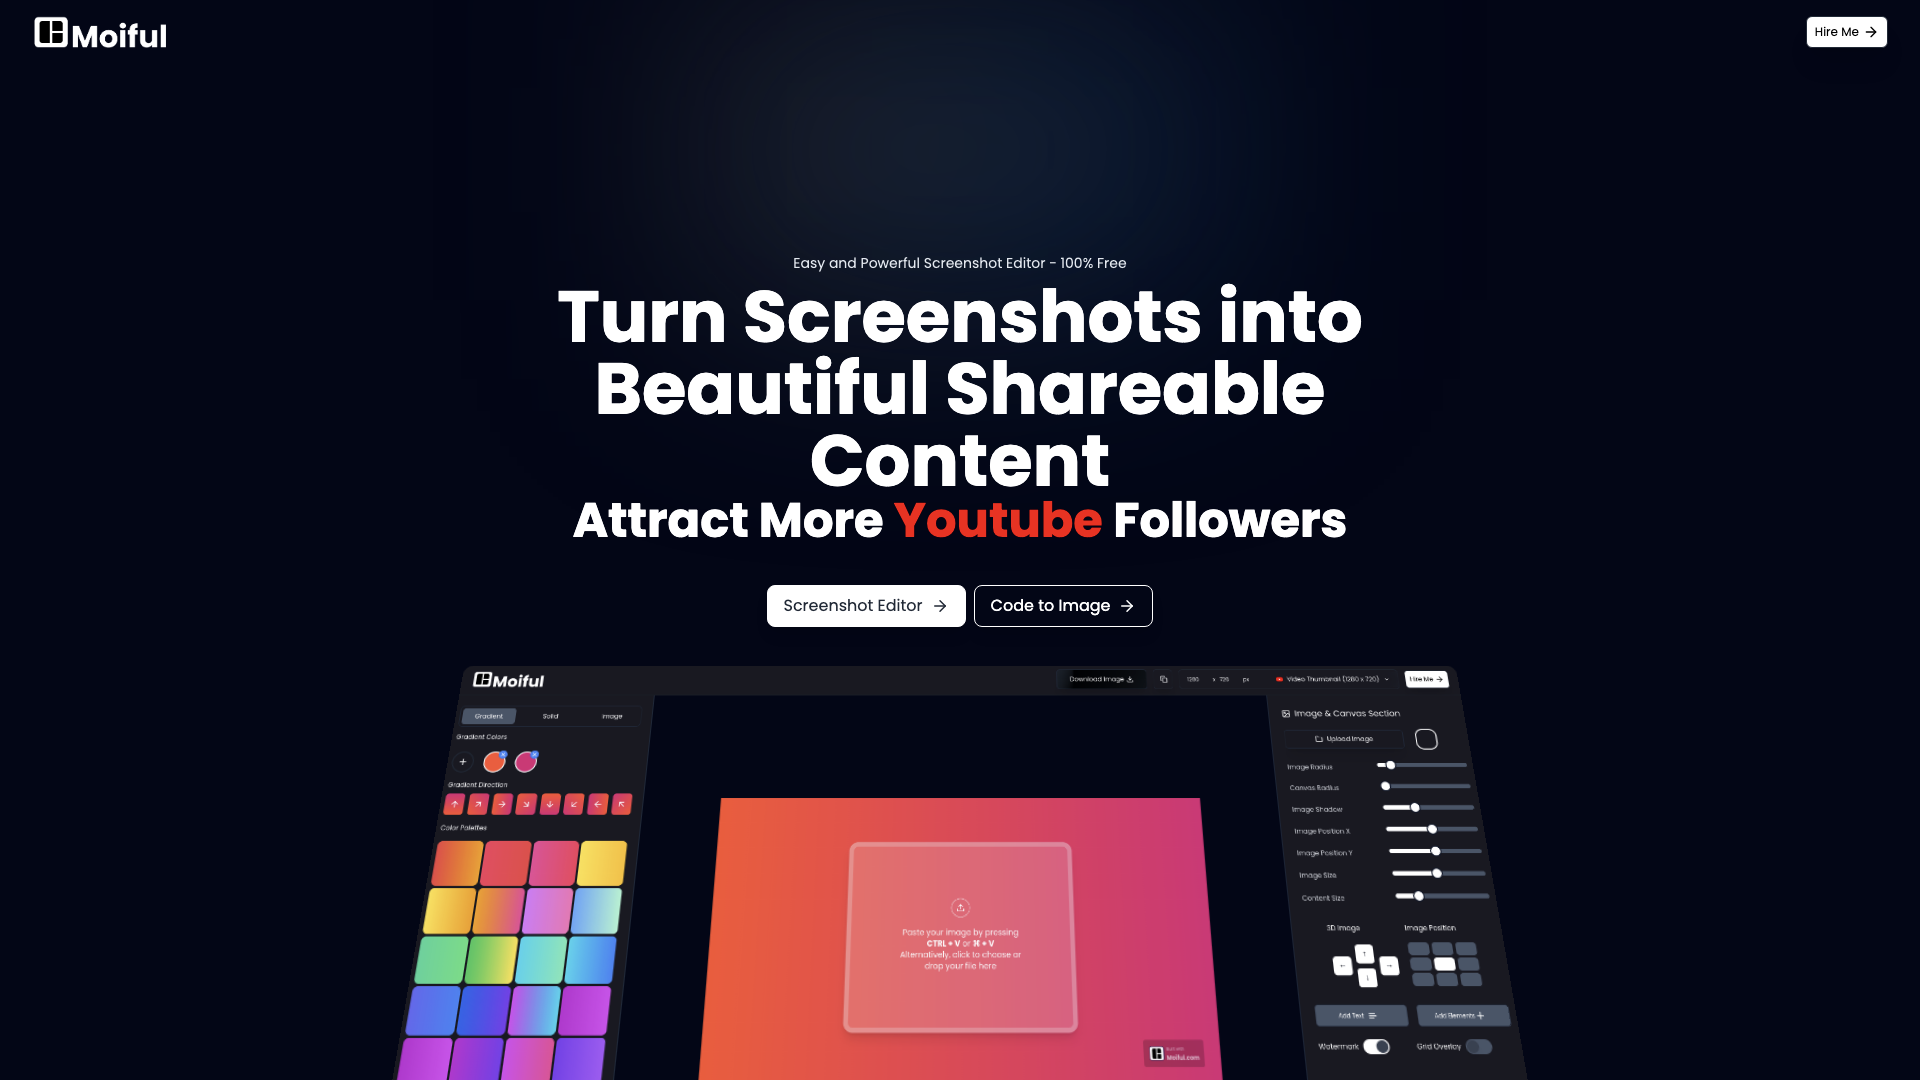 Moiful
Hire Me
Easy and Powerful Screenshot Editor - 100% Free
Turn Screenshots into
Beautiful Shareable
Content
Attract More Youtube Followers
Screenshot Editor
Code to Image
Moiful
Download Image
1280 x 720 px
Video Thumbnail (1280 x 720)
Hire Me
Gradient
Solid
Image
Gradient Colors
Gradient Direction
Color Palettes
Paste your image by pressing
CTRL + V or ⌘ + V
Alternatively, click to choose or
drop your file here
Moiful.com
Image & Canvas Section
Upload Image
Image Radius
Canvas Radius
Image Shadow
Image Position X
Image Position Y
Image Size
Content Size
3D Image
Image Position
Add Text
Add Elements
Watermark
Grid Overlay